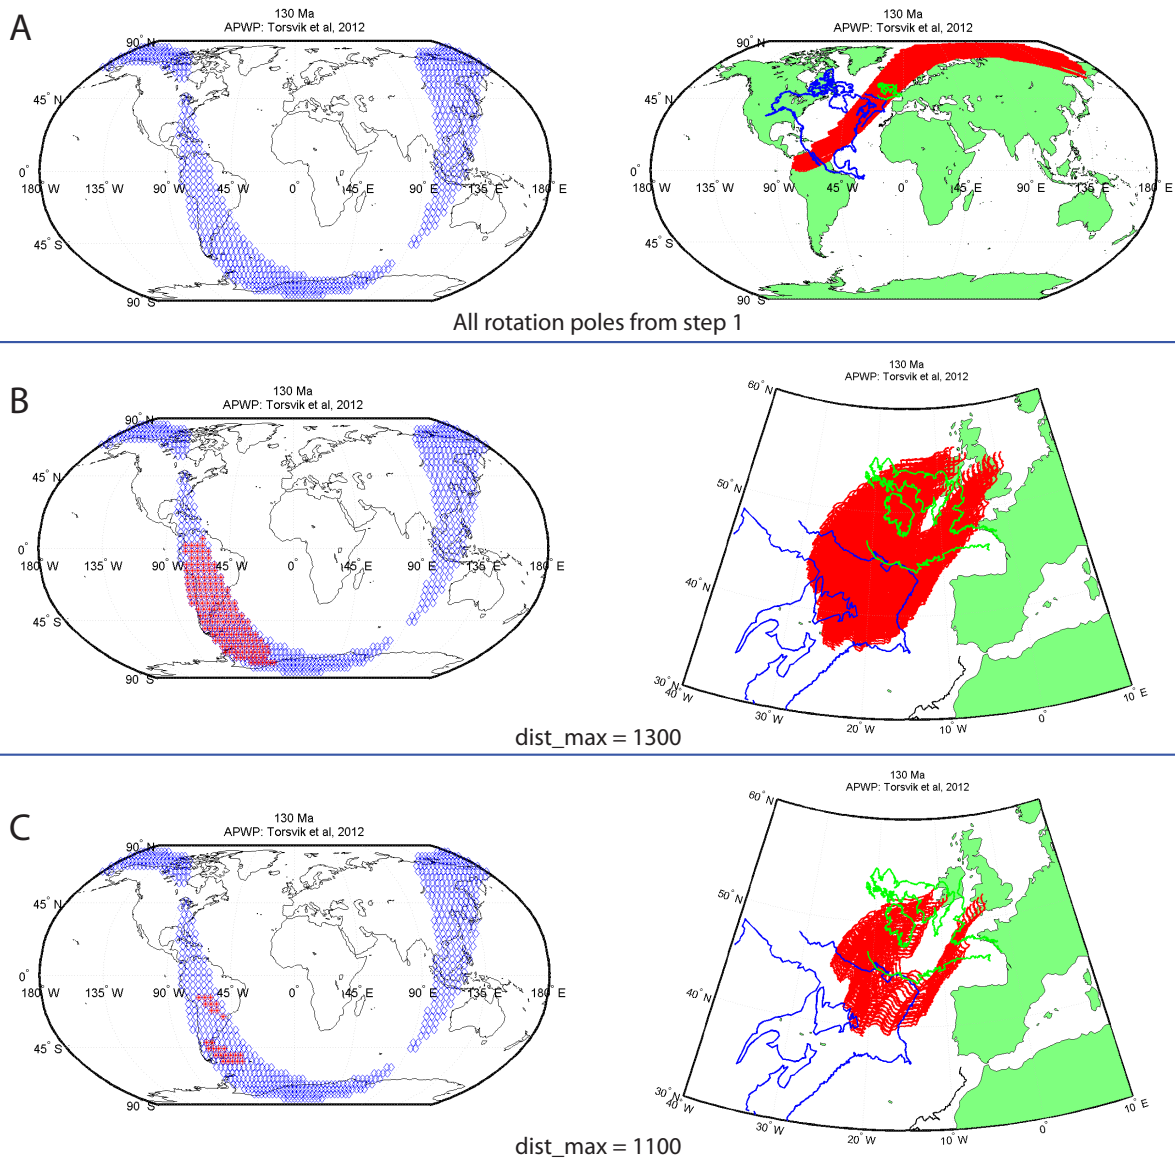 A
130 Ma
APWP: Torsvik et al, 2012
90° N
45° N
0°
180° W 135° W 90° W 45° W 0 45° E 90° E 135° E 180° E
45° S
90° S
130 Ma
APWP: Torsvik et al, 2012
90° N
45° N
0°
180° W 135° W 90° W 45° W 0 45° E 90° E 135° E 180° E
45° S
90° S
All rotation poles from step 1
B
130 Ma
APWP: Torsvik et al, 2012
90° N
45° N
0°
180° W 135° W 90° W 45° W 0 45° E 90° E 135° E 180° E
45° S
90° S
130 Ma
APWP: Torsvik et al, 2012
60° N
50° N
40° N
30° N
40° W
30° W
20° W
10° W
0°
10° E
dist_max = 1300
C
130 Ma
APWP: Torsvik et al, 2012
90° N
45° N
0°
180° W 135° W 90° W 45° W 0 45° E 90° E 135° E 180° E
45° S
90° S
130 Ma
APWP: Torsvik et al, 2012
60° N
50° N
40° N
30° N
40° W
30° W
20° W
10° W
0°
10° E
dist_max = 1100